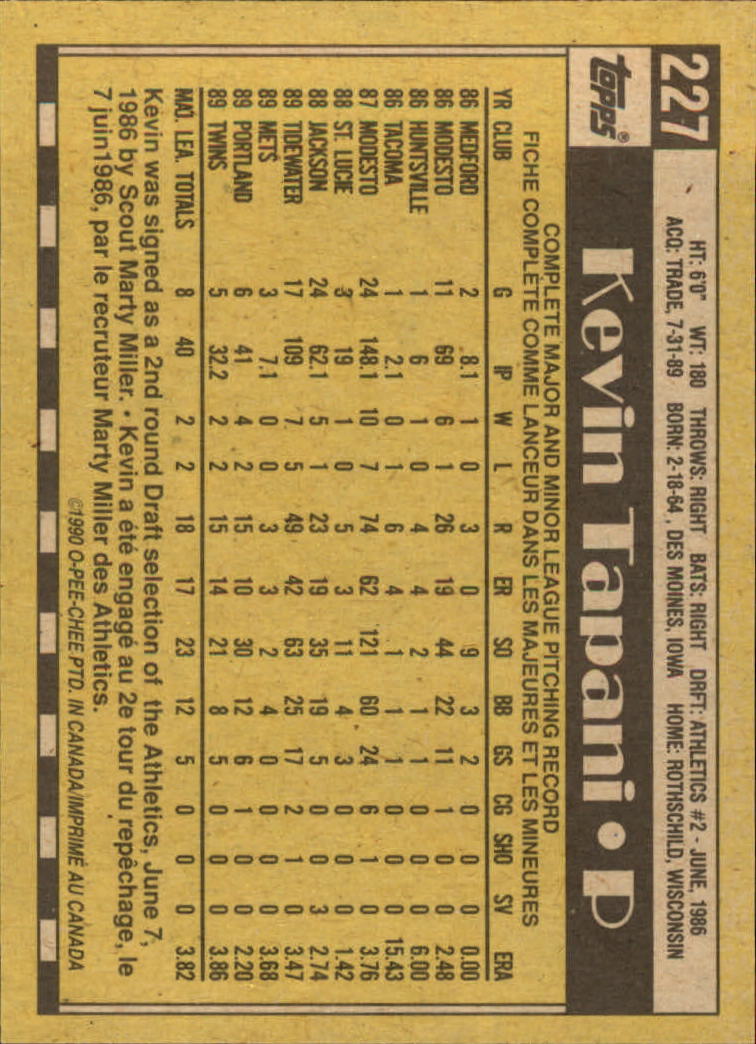 227
HT: 6'0" WT: 180 THROWS: RIGHT BATS: RIGHT DRFT: ATHLETICS #2 - JUNE, 1986
ACQ: TRADE, 7-31-89 BORN: 2-18-64, DES MOINES, IOWA HOME: ROTHSCHILD, WISCONSIN
topps®
Kevin Tapani • P
COMPLETE MAJOR AND MINOR LEAGUE PITCHING RECORD
FICHE COMPLÈTE COMME LANCEUR DANS LES MAJEURES ET LES MINEURES
YR CLUB G IP W L R ER SO BB GS CG SHO SV ERA
86 MEDFORD 2 8.1 1 0 3 0 9 3 2 0 0 0 0.00
86 MODESTO 11 69 6 1 26 19 44 22 11 1 0 0 2.48
86 HUNTSVILLE 1 6 1 0 4 4 2 1 1 0 0 0 6.00
86 TACOMA 1 2.1 0 1 6 4 1 1 1 0 0 0 15.43
87 MODESTO 24 148.1 10 7 74 62 121 60 24 6 1 0 3.76
88 ST. LUCIE 3 19 1 0 5 3 11 4 3 0 0 0 1.42
88 JACKSON 24 62.1 5 1 23 19 35 19 5 0 0 3 2.74
89 TIDEWATER 17 109 7 5 49 42 63 25 17 2 1 0 3.47
89 METS 3 7.1 0 0 3 3 2 4 0 0 0 0 3.68
89 PORTLAND 6 41 4 2 15 10 30 12 6 1 0 0 2.20
89 TWINS 5 32.2 2 2 15 14 21 8 5 0 0 0 3.86
MAJ. LEA. TOTALS 8 40 2 2 18 17 23 12 5 0 0 0 3.82
Kevin was signed as a 2nd round Draft selection of the Athletics, June 7,
1986 by Scout Marty Miller. • Kevin a été engagé au 2e tour du repêchage, le
7 juin1986, par le recruteur Marty Miller des Athletics.
©1990 O-PEE-CHEE PTD. IN CANADA/IMPRIMÉ AU CANADA